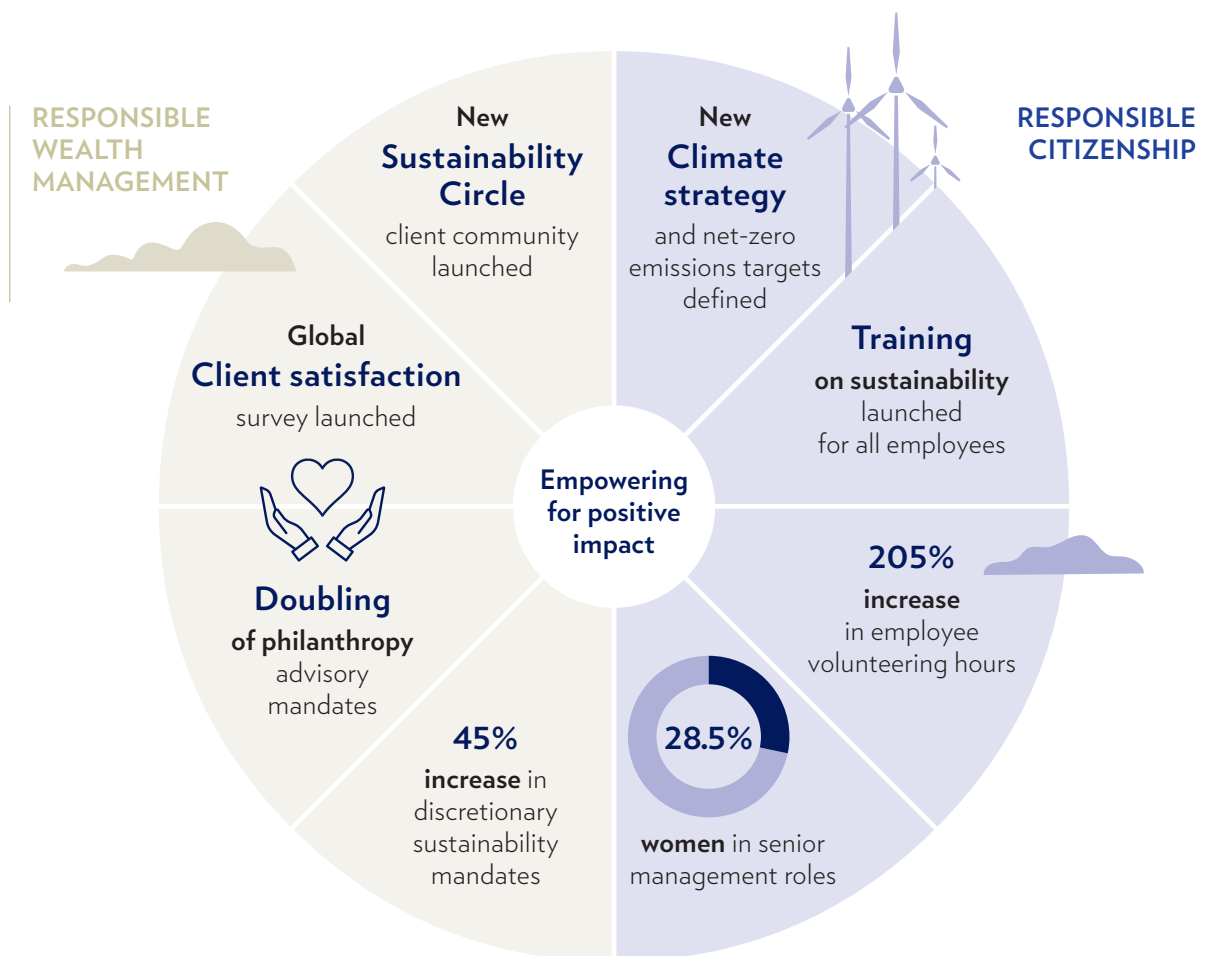 RESPONSIBLE
WEALTH
MANAGEMENT
RESPONSIBLE
CITIZENSHIP
New
Sustainability
Circle
client community
launched
New
Climate
strategy
and net-zero
emissions targets
defined
Global
Client satisfaction
survey launched
Training
on sustainability
launched
for all employees
Empowering
for positive
impact
Doubling
of philanthropy
advisory
mandates
205%
increase
in employee
volunteering hours
45%
increase in
discretionary
sustainability
mandates
28.5%
women in senior
management roles